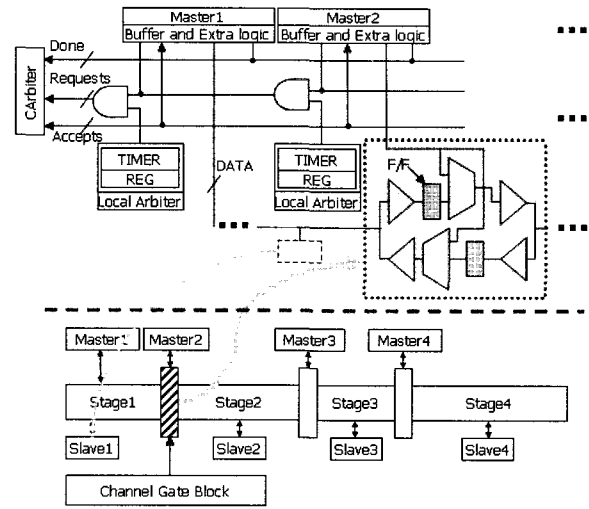 Master1
Master2
Buffer and Extra logic
Buffer and Extra logic
Done
Requests
Accepts
CArbiter
TIMER
REG
Local Arbiter
DATA
TIMER
REG
Local Arbiter
F/F
Master1
Master2
Master3
Master4
Stage1
Stage2
Stage3
Stage4
Slave1
Slave2
Slave3
Slave4
Channel Gate Block